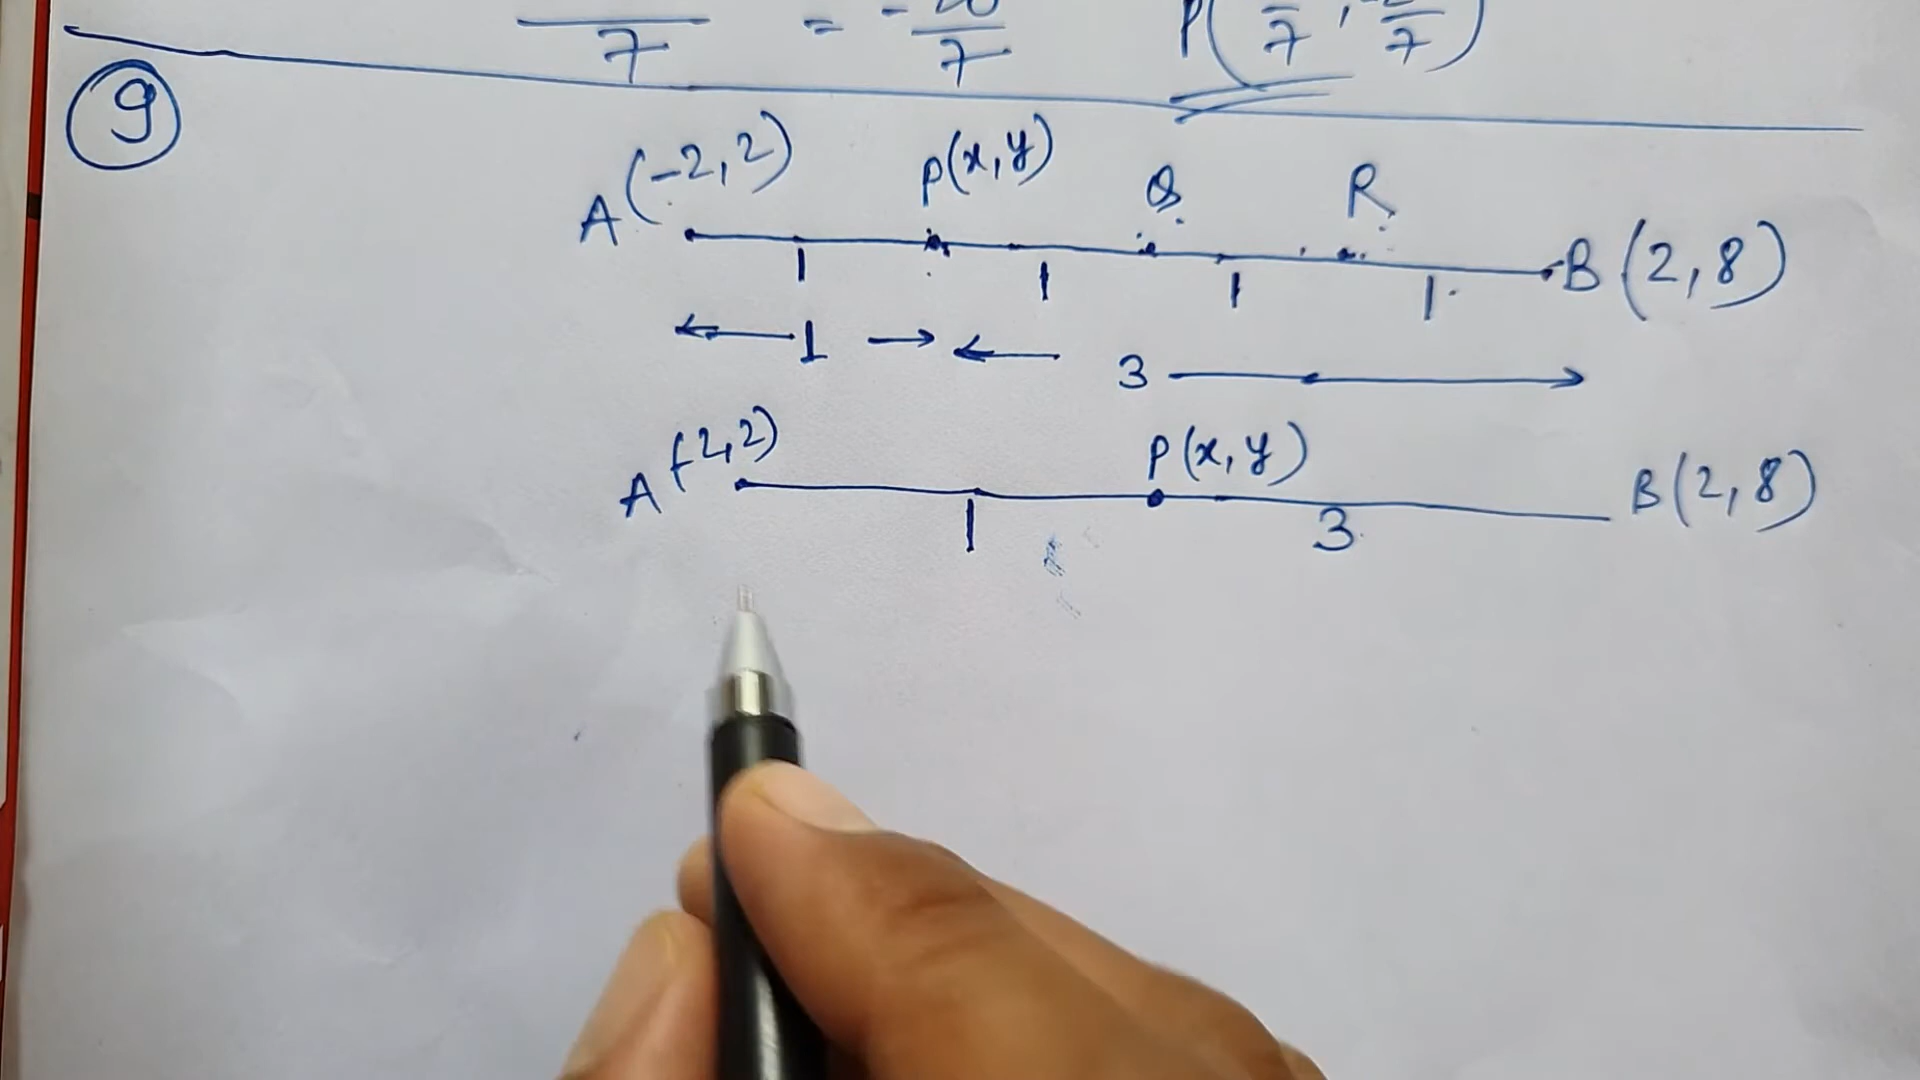 7 = - 7 P( 7 , 7 )
9
A (-2, 2) P(x, y) Q R B (2, 8)
1 1 1 1
1 3
A (-2, 2) P (x, y) B (2, 8)
1 3